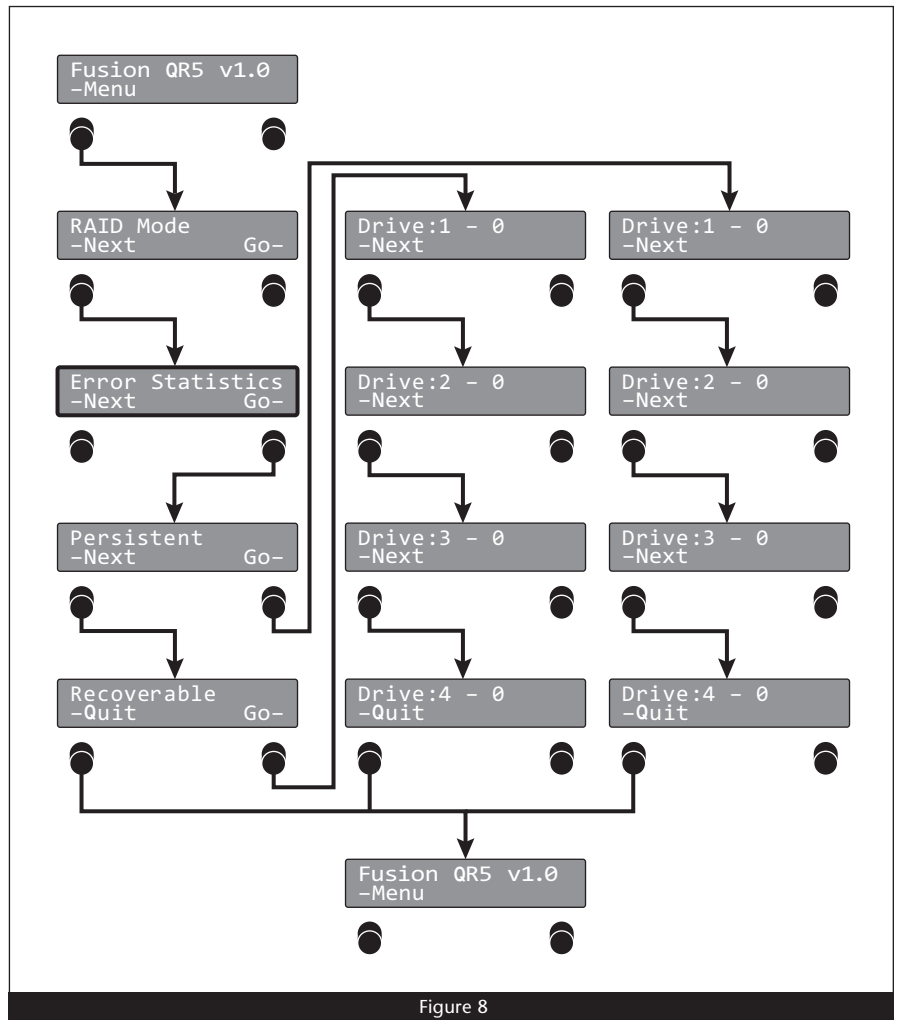 Fusion QR5 v1.0
–Menu
RAID Mode
–Next Go–
Error Statistics
–Next Go–
Persistent
–Next Go–
Recoverable
–Quit Go–
Drive:1 – 0
–Next
Drive:2 – 0
–Next
Drive:3 – 0
–Next
Drive:4 – 0
–Quit
Drive:1 – 0
–Next
Drive:2 – 0
–Next
Drive:3 – 0
–Next
Drive:4 – 0
–Quit
Fusion QR5 v1.0
–Menu
Figure 8